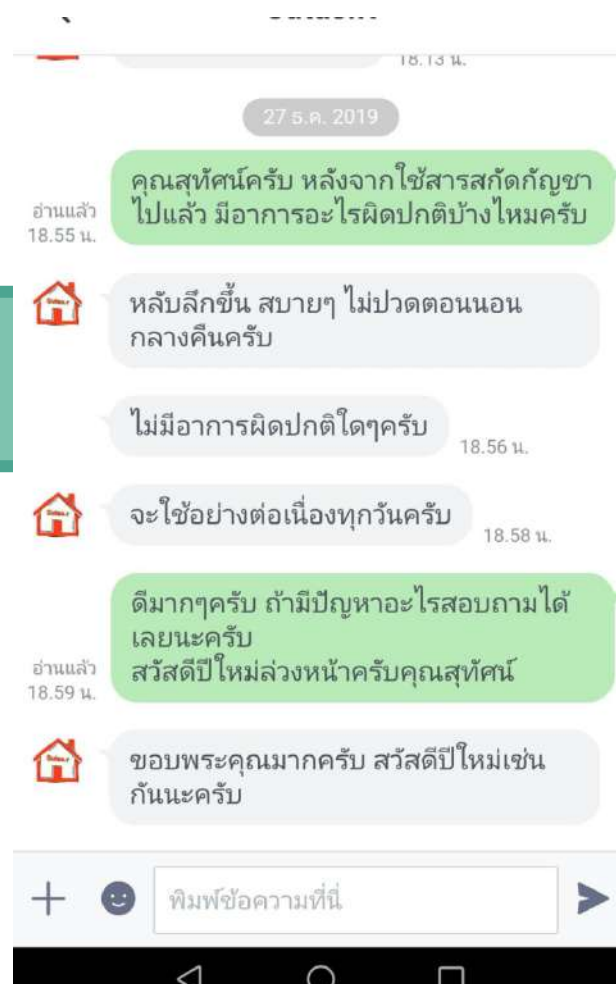 18.13 น.
27 ธ.ค. 2019
คุณสุทัศน์ครับ หลังจากใช้สารสกัดกัญชา
ไปแล้ว มีอาการอะไรผิดปกติบ้างไหมครับ
อ่านแล้ว
18.55 น.
หลับลึกขึ้น สบายๆ ไม่ปวดตอนนอน
กลางคืนครับ
ไม่มีอาการผิดปกติใดๆครับ
18.56 น.
จะใช้อย่างต่อเนื่องทุกวันครับ
18.58 น.
ดีมากๆครับ ถ้ามีปัญหาอะไรสอบถามได้
เลยนะครับ
สวัสดีปีใหม่ล่วงหน้าครับคุณสุทัศน์
อ่านแล้ว
18.59 น.
ขอบพระคุณมากครับ สวัสดีปีใหม่เช่น
กันนะครับ
พิมพ์ข้อความที่นี่